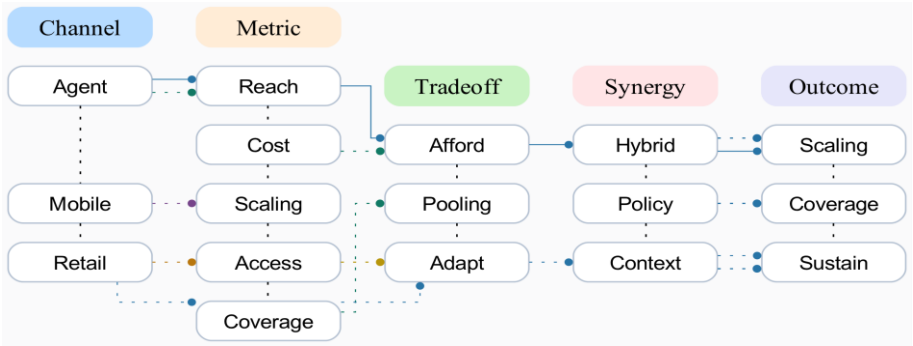 Channel Metric
Agent Reach Tradeoff Synergy Outcome
Cost Afford Hybrid Scaling
Mobile Scaling Pooling Policy Coverage
Retail Access Adapt Context Sustain
Coverage